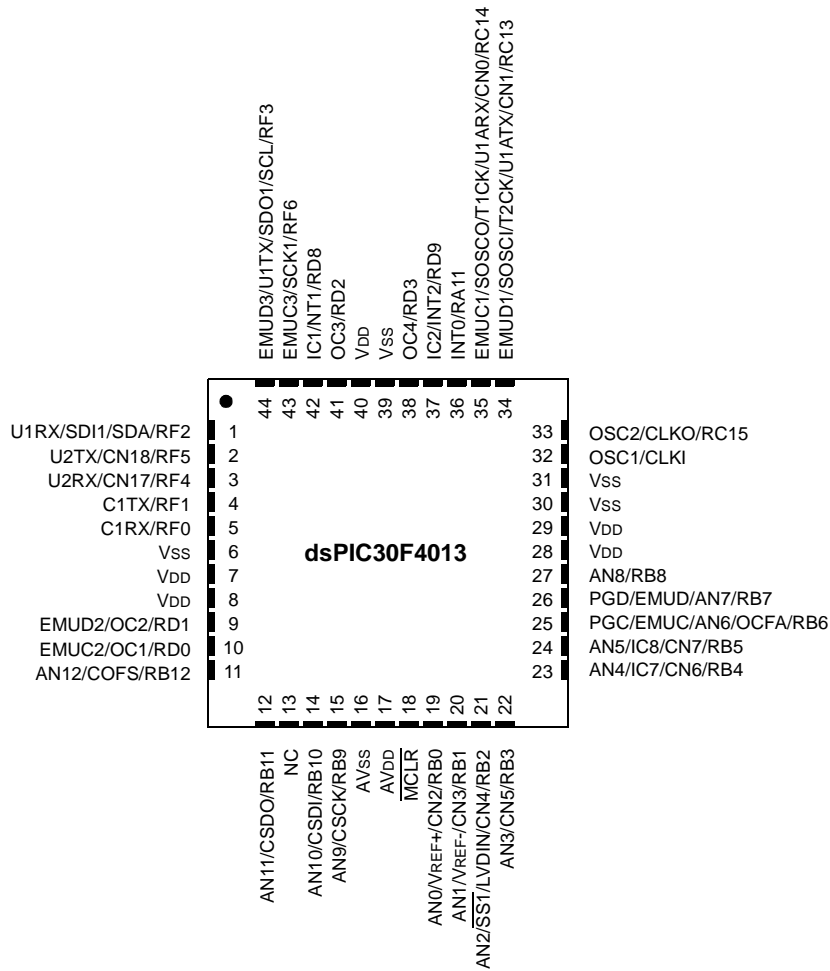 EMUD3/U1TX/SDO1/SCL/RF3
EMUC3/SCK1/RF6
IC1/NT1/RD8
OC3/RD2
VDD
VSS
OC4/RD3
IC2/INT2/RD9
INT0/RA11
EMUC1/SOSCO/T1CK/U1ARX/CN0/RC14
EMUD1/SOSCI/T2CK/U1ATX/CN1/RC13
44 43 42 41 40 39 38 37 36 35 34
U1RX/SDI1/SDA/RF2 1
U2TX/CN18/RF5 2
U2RX/CN17/RF4 3
C1TX/RF1 4
C1RX/RF0 5
VSS 6
VDD 7
VDD 8
EMUD2/OC2/RD1 9
EMUC2/OC1/RD0 10
AN12/COFS/RB12 11
dsPIC30F4013
33 OSC2/CLKO/RC15
32 OSC1/CLKI
31 VSS
30 VSS
29 VDD
28 VDD
27 AN8/RB8
26 PGD/EMUD/AN7/RB7
25 PGC/EMUC/AN6/OCFA/RB6
24 AN5/IC8/CN7/RB5
23 AN4/IC7/CN6/RB4
12 13 14 15 16 17 18 19 20 21 22
AN11/CSDO/RB11
NC
AN10/CSDI/RB10
AN9/CSCK/RB9
AVSS
AVDD
MCLR
AN0/VREF+/CN2/RB0
AN1/VREF-/CN3/RB1
AN2/SS1/LVDIN/CN4/RB2
AN3/CN5/RB3